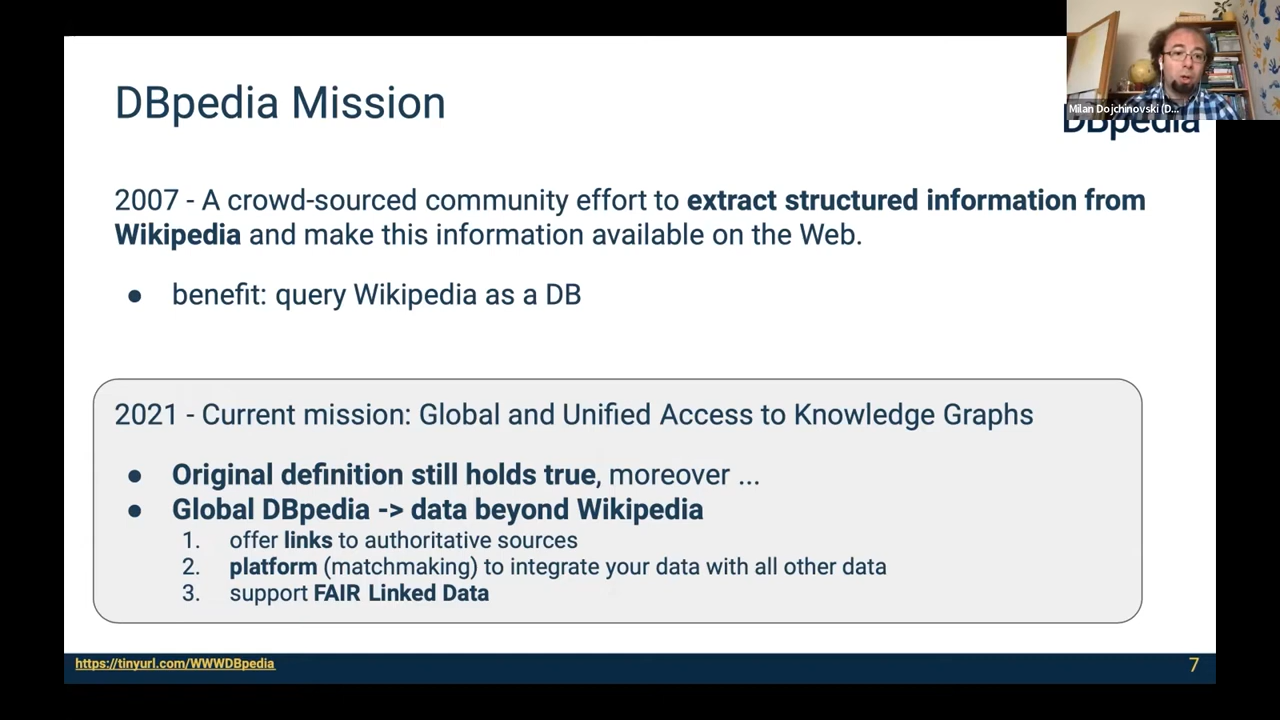 DBpedia Mission
Milan Dojchinovski (D...
DBpedia
2007 - A crowd-sourced community effort to extract structured information from
Wikipedia and make this information available on the Web.
● benefit: query Wikipedia as a DB
2021 - Current mission: Global and Unified Access to Knowledge Graphs
● Original definition still holds true, moreover ...
● Global DBpedia -> data beyond Wikipedia
1. offer links to authoritative sources
2. platform (matchmaking) to integrate your data with all other data
3. support FAIR Linked Data
https://tinyurl.com/WWWDBpedia
7